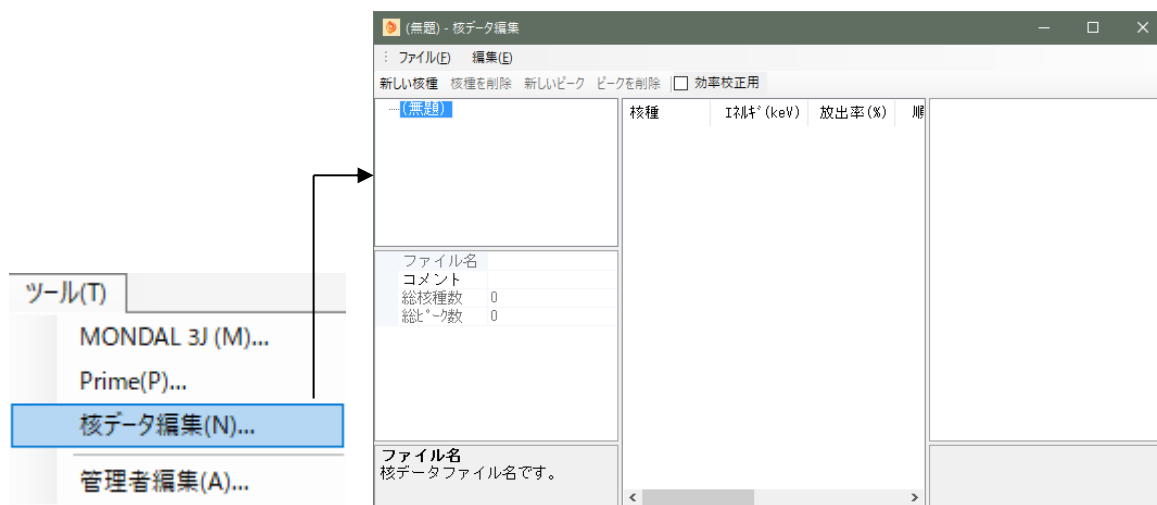 (無題) - 核データ編集
ファイル(F) 編集(E)
新しい核種 核種を削除 新しいピーク ピークを削除 効率校正用
(無題)
核種 エネルギ(keV) 放出率(%) 順
ファイル名
コメント
総核種数 0
総ピーク数 0
ファイル名
核データファイル名です。
ツール(T)
MONDAL 3J (M)...
Prime(P)...
核データ編集(N)...
管理者編集(A)...